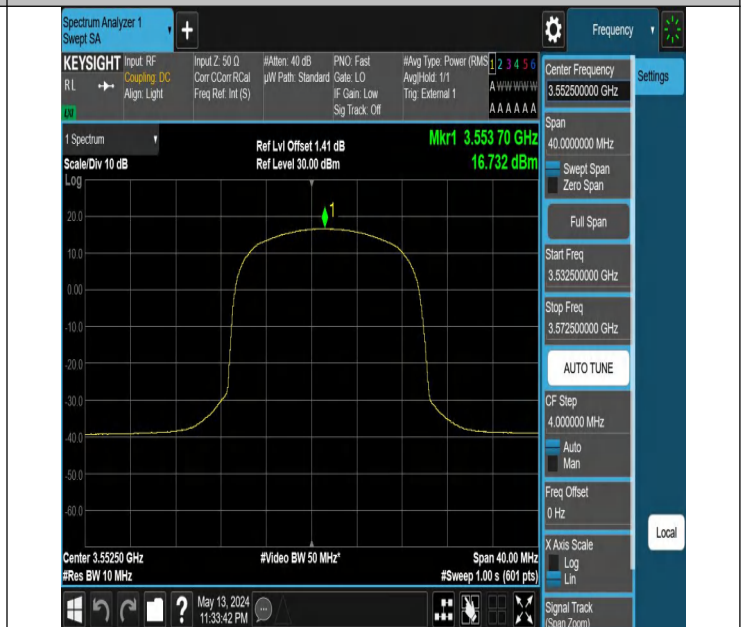 Spectrum Analyzer 1
Swept SA
+
Frequency
KEYSIGHT
RL
Input: RF
Coupling: DC
Align: Light
Input Z: 50 Ω
Corr CCorr RCal
Freq Ref: Int (S)
#Atten: 40 dB
µW Path: Standard
PNO: Fast
Gate: LO
IF Gain: Low
Sig Track: Off
#Avg Type: Power (RMS
Avg|Hold: 1/1
Trig: External 1
1 2 3 4 5 6
A W W W W W
A A A A A A
1 Spectrum
Scale/Div 10 dB
Log
Ref Lvl Offset 1.41 dB
Ref Level 30.00 dBm
Mkr1 3.553 70 GHz
16.732 dBm
1
20.0
10.0
0.00
-10.0
-20.0
-30.0
-40.0
-50.0
-60.0
Center 3.55250 GHz
#Res BW 10 MHz
#Video BW 50 MHz*
Span 40.00 MHz
#Sweep 1.00 s (601 pts)
?
May 13, 2024
11:33:42 PM
Center Frequency
3.552500000 GHz
Settings
Span
40.0000000 MHz
Swept Span
Zero Span
Full Span
Start Freq
3.532500000 GHz
Stop Freq
3.572500000 GHz
AUTO TUNE
CF Step
4.000000 MHz
Auto
Man
Freq Offset
0 Hz
Local
X Axis Scale
Log
Lin
Signal Track
(Span Zoom)